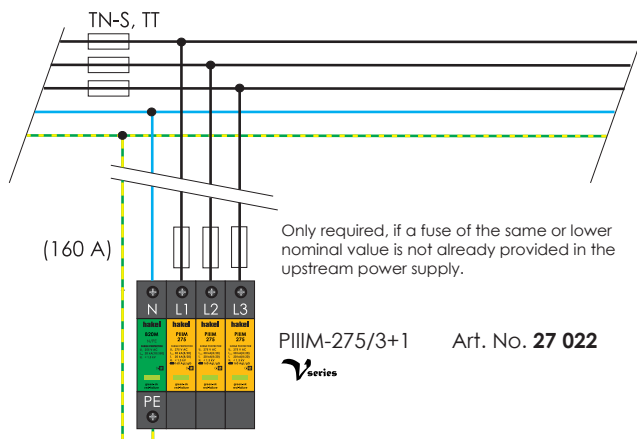 TN-S, TT
(160 A)
Only required, if a fuse of the same or lower
nominal value is not already provided in the
upstream power supply.
N L1 L2 L3
hakel hakel hakel hakel
PIIIM PIIIM PIIIM
275 275 275
PE
PIIIM-275/3+1 Art. No. 27 022
V series